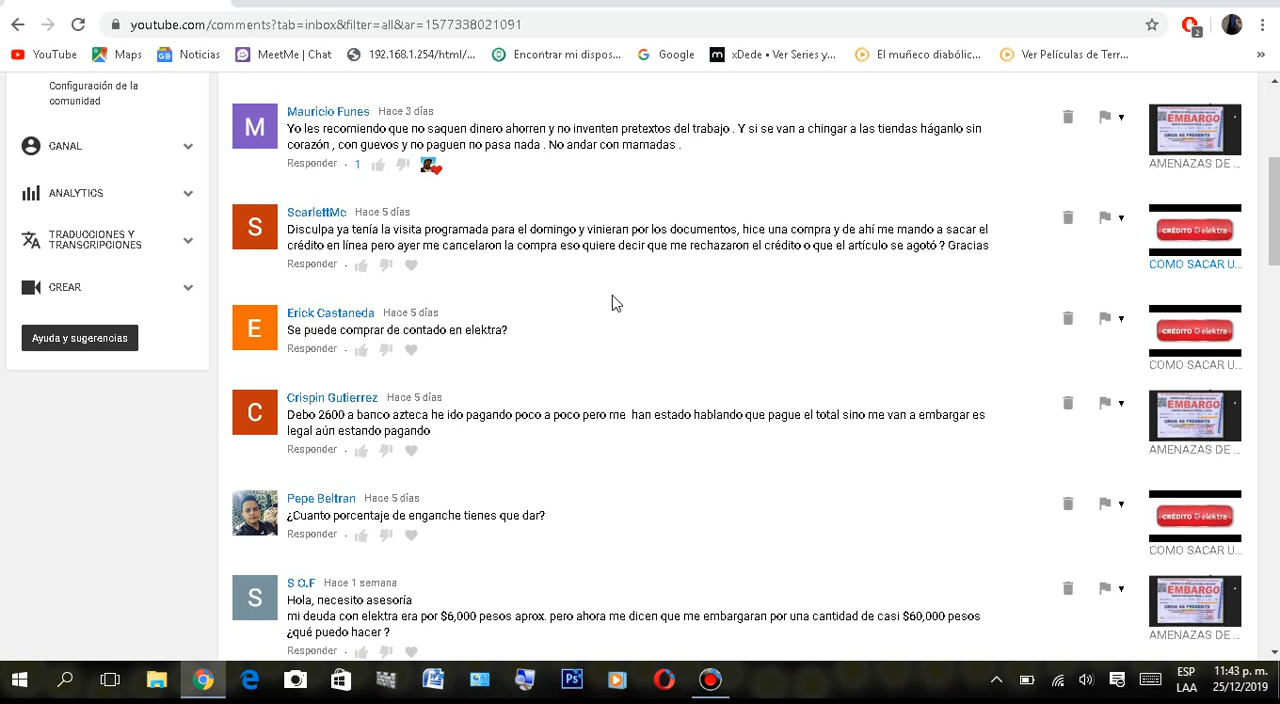 youtube.com/comments?tab=inbox&filter=all&ar=1577338021091
2
YouTube
Maps
Noticias
MeetMe | Chat
192.168.1.254/html/...
Encontrar mi dispos...
Google
xDede • Ver Series y...
El muñeco diabólic...
Ver Películas de Terr...
»
Configuración de la
comunidad
CANAL
ANALYTICS
TRADUCCIONES Y
TRANSCRIPCIONES
CREAR
Ayuda y sugerencias
M
Mauricio Funes Hace 3 días
Yo les recomiendo que no saquen nada si se corren y no inventen pretextos del trabajo . Y si se van a chingar a las tiendas haganlo sin
corazon , con guevos y no paguen ni una chingada . No andar con mamadas .
Responder · 1
EMBARGO
AMENAZAS DE ...
S
ScarlettMc Hace 5 días
Disculpa ya tenía la visita programada para el domingo y vinieran por los documentos, hice una compra y de ahí me mando a sacar el
crédito en línea pero ayer me cancelaron la compra eso quiere decir que me rechazaron el crédito o que el artículo se agotó ? Gracias
Responder ·
CRÉDITO elektra
COMO SACAR U...
E
Erick Castaneda Hace 5 días
Se puede comprar de contado en elektra?
Responder ·
CRÉDITO elektra
COMO SACAR U...
C
Crispin Gutierrez Hace 5 días
Debo 2600 a banco azteca he ido abonando poco a poco pero me han estado hablando que pague el total sino me van a embargar es
legal aún estando pagando
Responder ·
EMBARGO
AMENAZAS DE ...
Pepe Beltran Hace 5 días
¿Cuanto porcentaje de enganche tienes que dar?
Responder ·
CRÉDITO elektra
COMO SACAR U...
S
S O.F Hace 1 semana
Hola, necesito asesoría
mi deuda con elektra era por $6,000 pesos aprox. pero ahora me dicen que me embargaran por una cantidad de casi $60,000 pesos
¿qué puedo hacer ?
Responder ·
EMBARGO
AMENAZAS DE ...
Ps
ESP
LAA
11:43 p. m.
25/12/2019